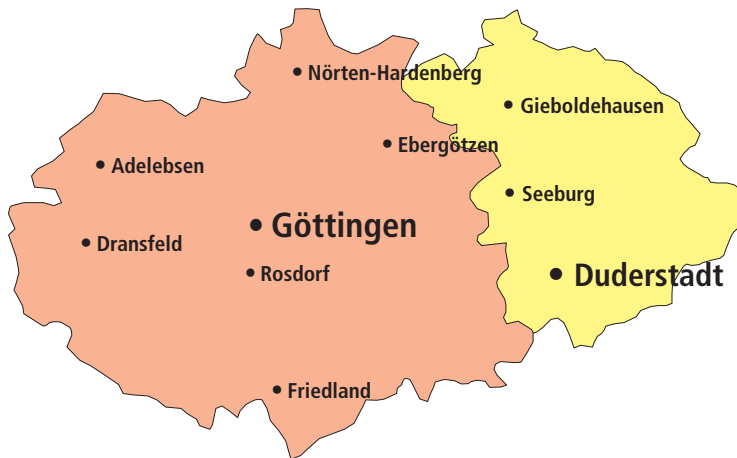 Nörten-Hardenberg
Gieboldehausen
Ebergötzen
Adelebsen
Seeburg
Göttingen
Dransfeld
Rosdorf
Duderstadt
Friedland